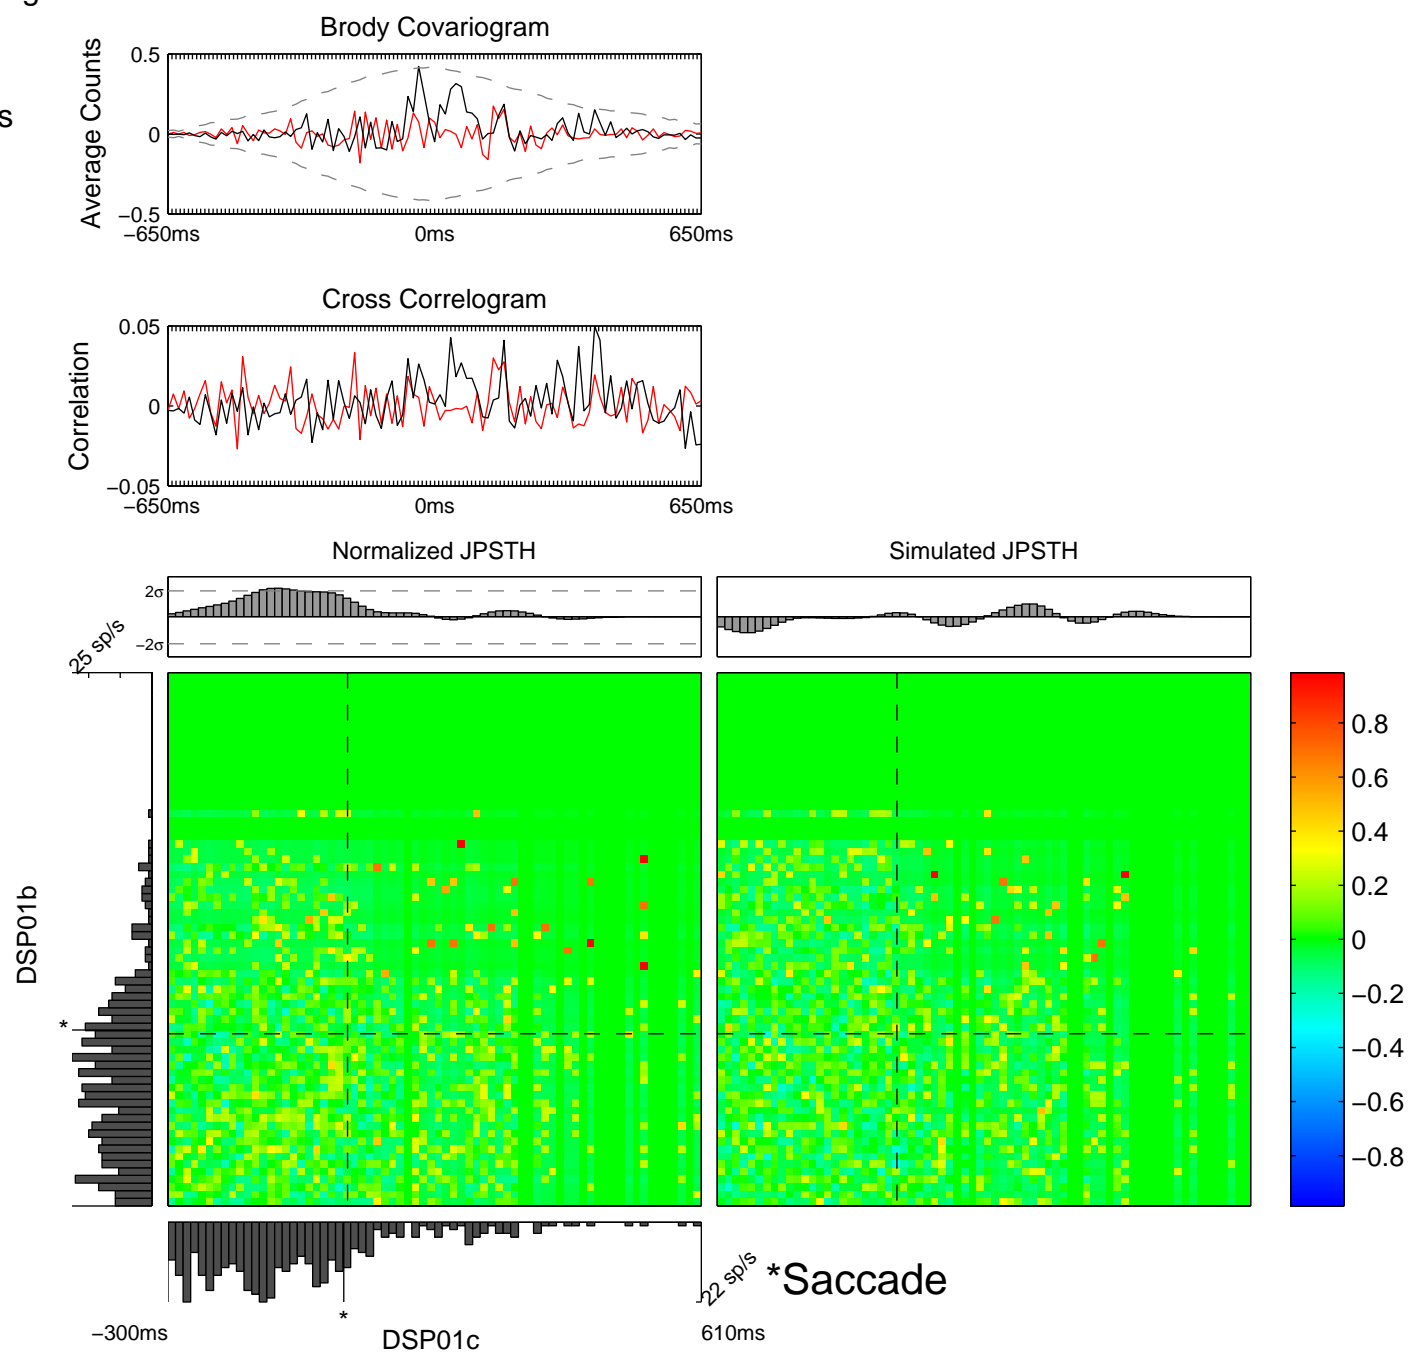 g
Brody Covariogram
s
Average Counts
0.5
0
−0.5
−650ms 0ms 650ms
Cross Correlogram
Correlation
0.05
0
−0.05
−650ms 0ms 650ms
Normalized JPSTH Simulated JPSTH
2σ
−2σ
25 sp/s
DSP01b
*
0.8
0.6
0.4
0.2
0
−0.2
−0.4
−0.6
−0.8
22 sp/s
*Saccade
*
−300ms DSP01c 610ms